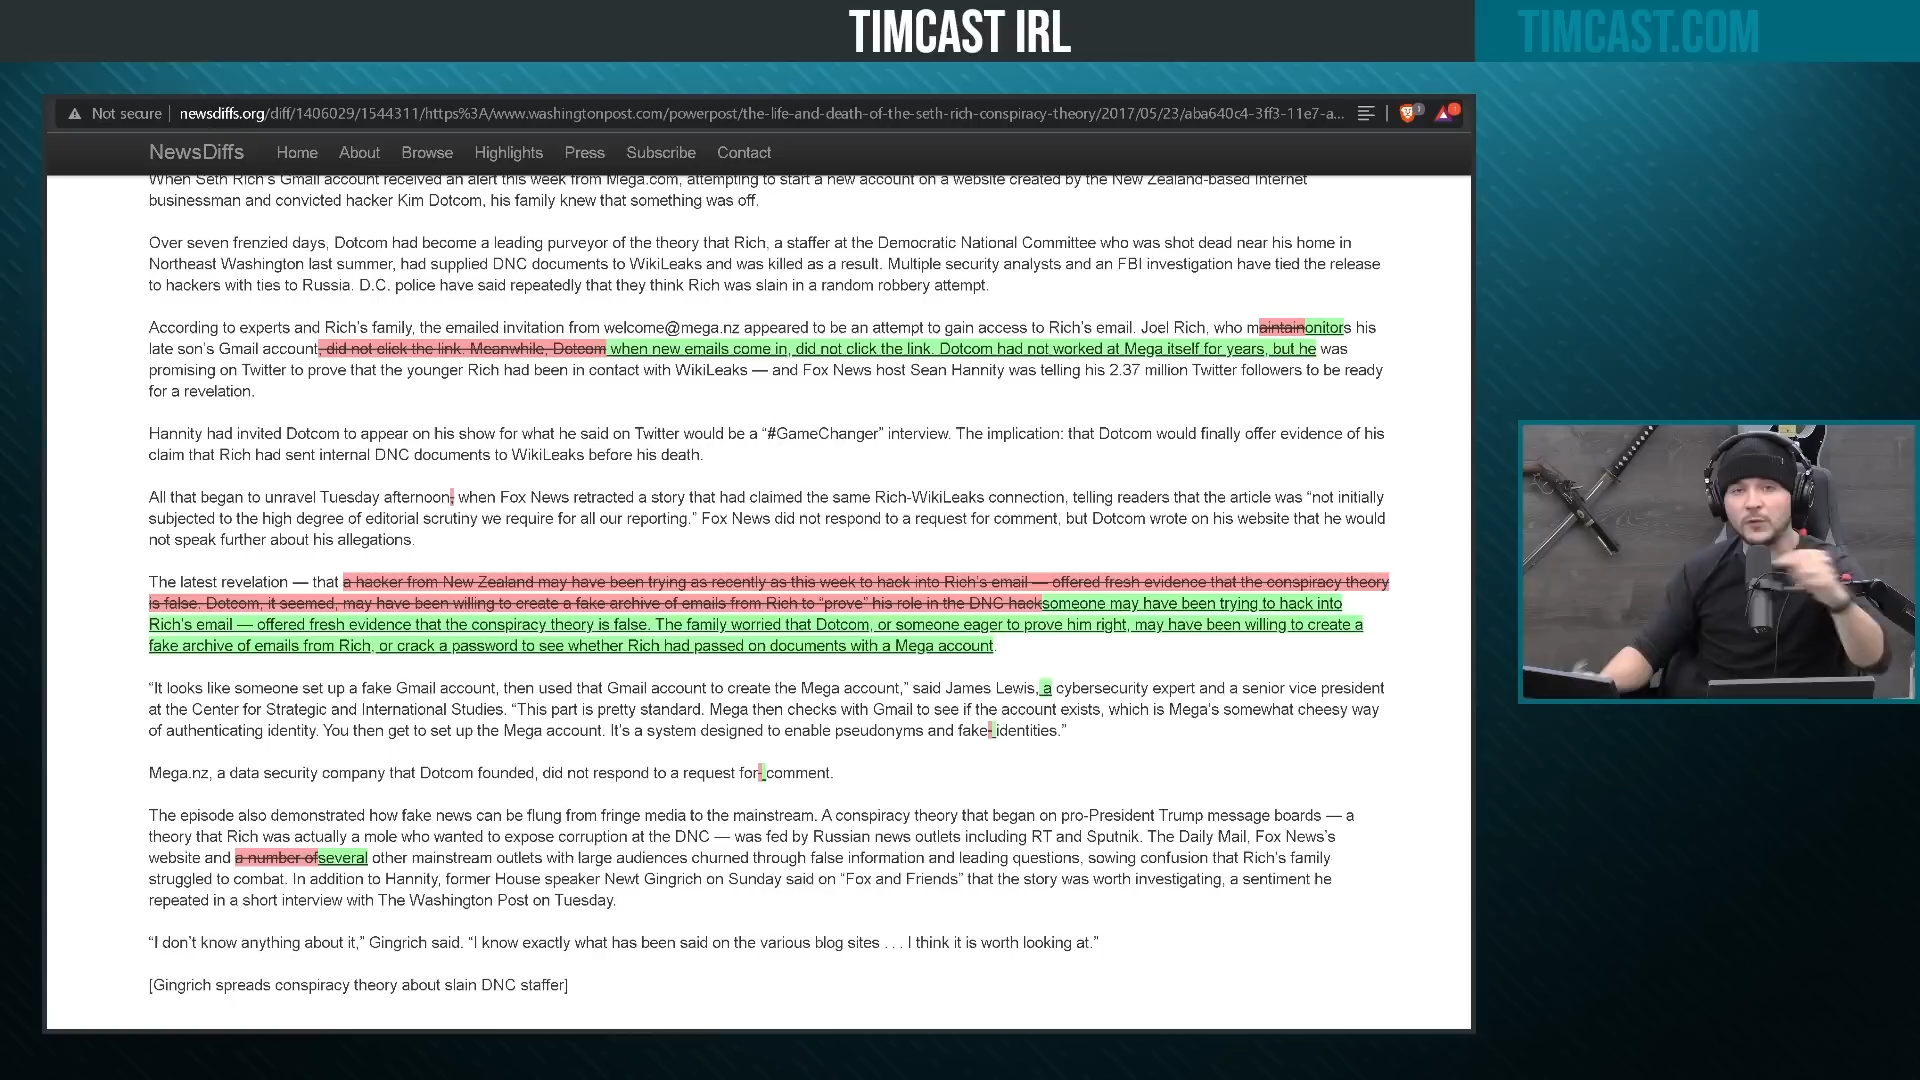 TIMCAST IRL
TIMCAST.COM
Not secure | newsdiffs.org/diff/1406029/1544311/https%3A/www.washingtonpost.com/powerpost/the-life-and-death-of-the-seth-rich-conspiracy-theory/2017/05/23/aba640c4-3ff3-11e7-a...
NewsDiffs Home About Browse Highlights Press Subscribe Contact
When Seth Rich's Gmail account received an alert this week from Mega.com, attempting to start a new account on a website created by the New Zealand-based Internet
businessman and convicted hacker Kim Dotcom, his family knew that something was off.
Over seven frenzied days, Dotcom had become a leading purveyor of the theory that Rich, a staffer at the Democratic National Committee who was shot dead near his home in
Northeast Washington last summer, had supplied DNC documents to WikiLeaks and was killed as a result. Multiple security analysts and an FBI investigation have tied the release
to hackers with ties to Russia. D.C. police have said repeatedly that they think Rich was slain in a random robbery attempt.
According to experts and Rich's family, the emailed invitation from welcome@mega.nz appeared to be an attempt to gain access to Rich's email. Joel Rich, who maintainonitors his
late son's Gmail account, did not click the link. Meanwhile, Dotcom when new emails come in, did not click the link. Dotcom had not worked at Mega itself for years, but he was
promising on Twitter to prove that the younger Rich had been in contact with WikiLeaks — and Fox News host Sean Hannity was telling his 2.37 million Twitter followers to be ready
for a revelation.
Hannity had invited Dotcom to appear on his show for what he said on Twitter would be a “#GameChanger” interview. The implication: that Dotcom would finally offer evidence of his
claim that Rich had sent internal DNC documents to WikiLeaks before his death.
All that began to unravel Tuesday afternoon, when Fox News retracted a story that had claimed the same Rich-WikiLeaks connection, telling readers that the article was “not initially
subjected to the high degree of editorial scrutiny we require for all our reporting.” Fox News did not respond to a request for comment, but Dotcom wrote on his website that he would
not speak further about his allegations.
The latest revelation — that a hacker from New Zealand may have been trying as recently as this week to hack into Rich's email — offered fresh evidence that the conspiracy theory
is false. Dotcom, it seemed, may have been willing to create a fake archive of emails from Rich to “prove” his role in the DNC hacksomeone may have been trying to hack into
Rich's email — offered fresh evidence that the conspiracy theory is false. The family worried that Dotcom, or someone eager to prove him right, may have been willing to create a
fake archive of emails from Rich, or crack a password to see whether Rich had passed on documents with a Mega account.
“It looks like someone set up a fake Gmail account, then used that Gmail account to create the Mega account,” said James Lewis, a cybersecurity expert and a senior vice president
at the Center for Strategic and International Studies. “This part is pretty standard. Mega then checks with Gmail to see if the account exists, which is Mega's somewhat cheesy way
of authenticating identity. You then get to set up the Mega account. It's a system designed to enable pseudonyms and fake identities.”
Mega.nz, a data security company that Dotcom founded, did not respond to a request for comment.
The episode also demonstrated how fake news can be flung from fringe media to the mainstream. A conspiracy theory that began on pro-President Trump message boards — a
theory that Rich was actually a mole who wanted to expose corruption at the DNC — was fed by Russian news outlets including RT and Sputnik. The Daily Mail, Fox News's
website and a number ofseveral other mainstream outlets with large audiences churned through false information and leading questions, sowing confusion that Rich's family
struggled to combat. In addition to Hannity, former House speaker Newt Gingrich on Sunday said on “Fox and Friends” that the story was worth investigating, a sentiment he
repeated in a short interview with The Washington Post on Tuesday.
“I don't know anything about it,” Gingrich said. “I know exactly what has been said on the various blog sites . . . I think it is worth looking at.”
[Gingrich spreads conspiracy theory about slain DNC staffer]